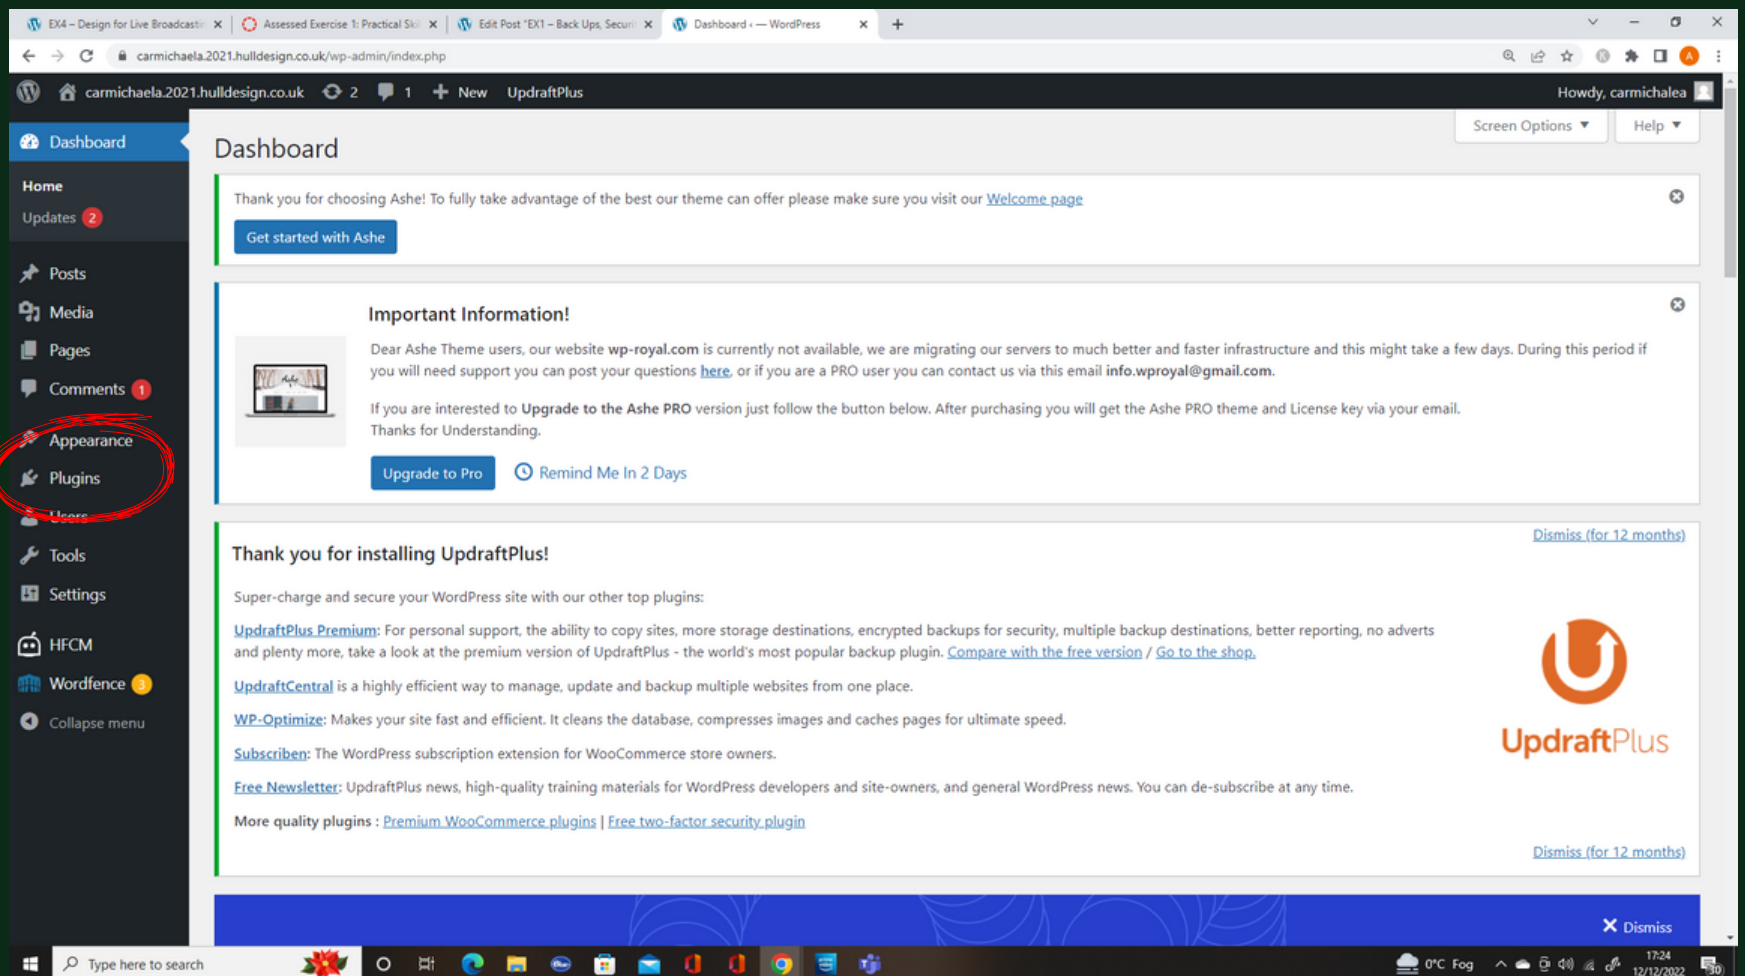 EX4 – Design for Live Broadcastin
Assessed Exercise 1: Practical Skil
Edit Post "EX1 – Back Ups, Securi
Dashboard ‹ — WordPress
carmichaela.2021.hulldesign.co.uk/wp-admin/index.php
carmichaela.2021.hulldesign.co.uk 2 1 New UpdraftPlus Howdy, carmichalea
Screen Options Help
Dashboard
Home
Updates 2
Posts
Media
Pages
Comments 1
Appearance
Plugins
Users
Tools
Settings
HFCM
Wordfence 3
Collapse menu
Dashboard
Thank you for choosing Ashe! To fully take advantage of the best our theme can offer please make sure you visit our Welcome page
Get started with Ashe
Important Information!
Dear Ashe Theme users, our website wp-royal.com is currently not available, we are migrating our servers to much better and faster infrastructure and this might take a few days. During this period if
you will need support you can post your questions here, or if you are a PRO user you can contact us via this email info.wproyal@gmail.com.
If you are interested to Upgrade to the Ashe PRO version just follow the button below. After purchasing you will get the Ashe PRO theme and License key via your email.
Thanks for Understanding.
Upgrade to Pro Remind Me In 2 Days
Dismiss (for 12 months)
Thank you for installing UpdraftPlus!
Super-charge and secure your WordPress site with our other top plugins:
UpdraftPlus Premium: For personal support, the ability to copy sites, more storage destinations, encrypted backups for security, multiple backup destinations, better reporting, no adverts
and plenty more, take a look at the premium version of UpdraftPlus - the world's most popular backup plugin. Compare with the free version / Go to the shop.
UpdraftCentral is a highly efficient way to manage, update and backup multiple websites from one place.
WP-Optimize: Makes your site fast and efficient. It cleans the database, compresses images and caches pages for ultimate speed.
Subscriben: The WordPress subscription extension for WooCommerce store owners.
Free Newsletter: UpdraftPlus news, high-quality training materials for WordPress developers and site-owners, and general WordPress news. You can de-subscribe at any time.
More quality plugins : Premium WooCommerce plugins | Free two-factor security plugin
UpdraftPlus
Dismiss (for 12 months)
Dismiss
Type here to search
0°C Fog
17:24
12/12/2022